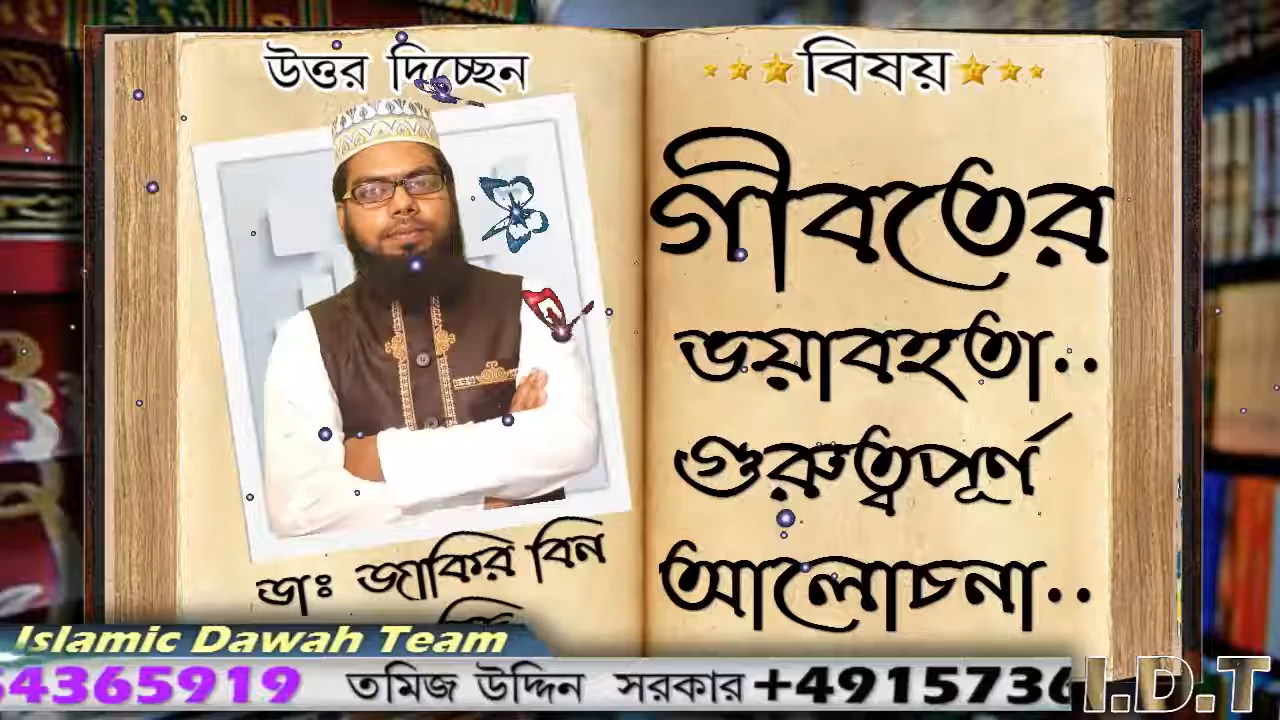 উত্তর দিচ্ছেন
ডাঃ জাকির বিন
বিষয়
গীবতের
ভয়াবহতা..
গুরুত্বপূর্ণ
আলোচনা..
Islamic Dawah Team
4365919 তমিজ উদ্দিন সরকার +4915736
I.D.T